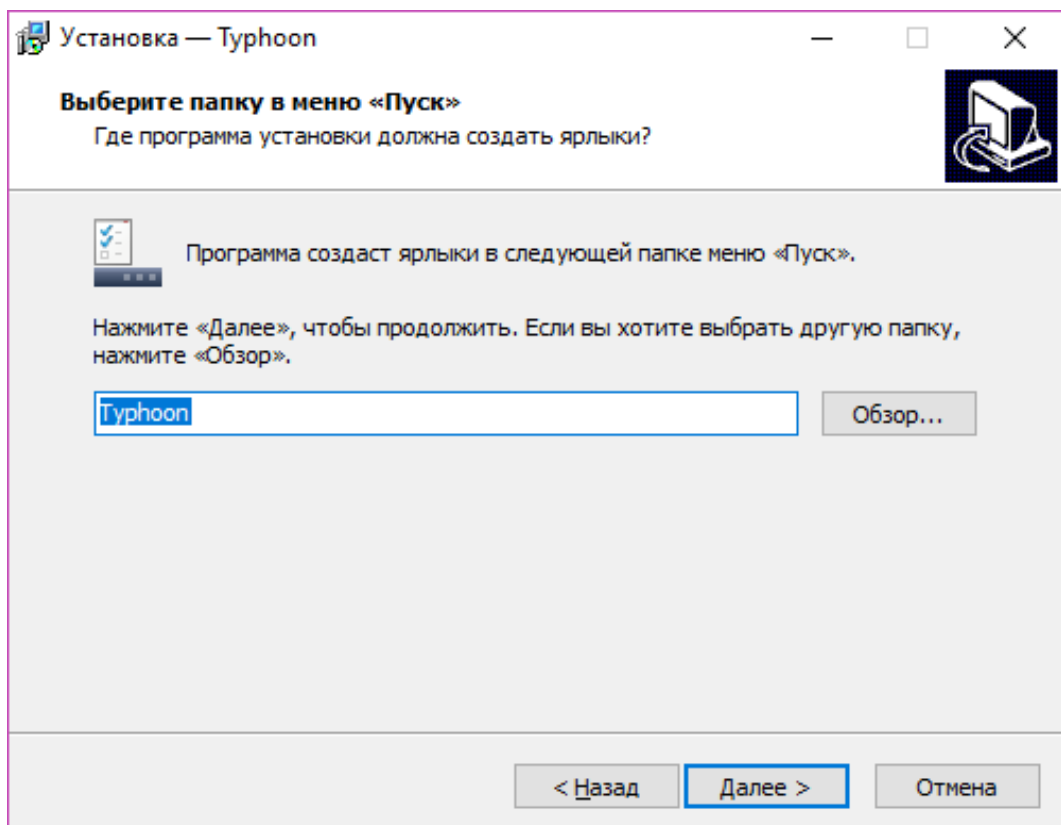 Установка — Typhoon
Выберите папку в меню «Пуск»
Где программа установки должна создать ярлыки?
Программа создаст ярлыки в следующей папке меню «Пуск».
Нажмите «Далее», чтобы продолжить. Если вы хотите выбрать другую папку,
нажмите «Обзор».
Typhoon
Обзор...
< Назад
Далее >
Отмена